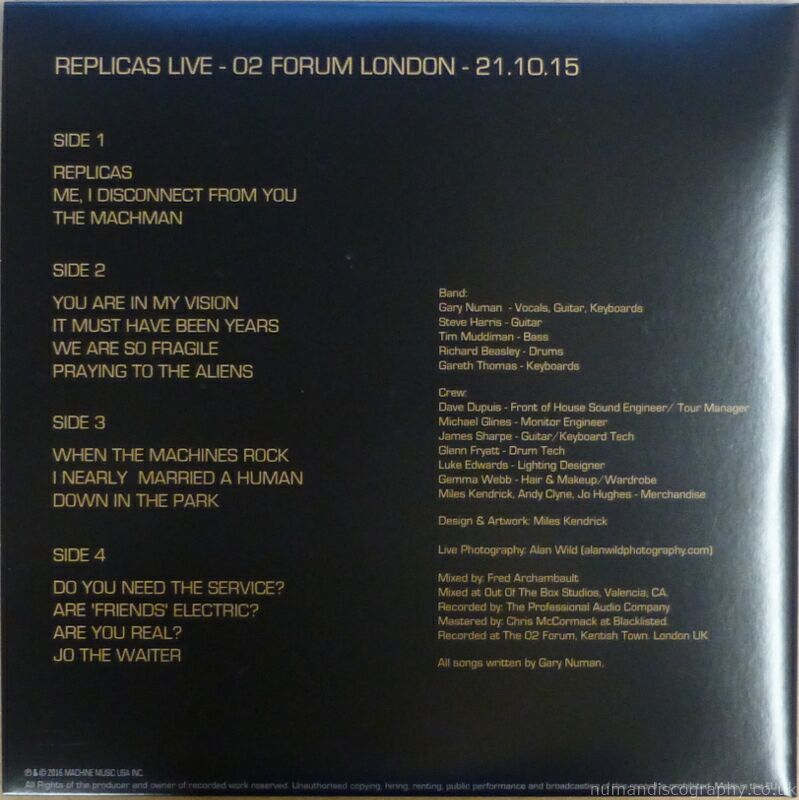 REPLICAS LIVE - O2 FORUM LONDON - 21.10.15
SIDE 1
REPLICAS
ME, I DISCONNECT FROM YOU
THE MACHMAN
SIDE 2
YOU ARE IN MY VISION
IT MUST HAVE BEEN YEARS
WE ARE SO FRAGILE
PRAYING TO THE ALIENS
SIDE 3
WHEN THE MACHINES ROCK
I NEARLY MARRIED A HUMAN
DOWN IN THE PARK
SIDE 4
DO YOU NEED THE SERVICE?
ARE 'FRIENDS' ELECTRIC?
ARE YOU REAL?
JO THE WAITER
Band:
Gary Numan - Vocals, Guitar, Keyboards
Steve Harris - Guitar
Tim Muddiman - Bass
Richard Beasley - Drums
Gareth Thomas - Keyboards
Crew:
Dave Dupuis - Front of House Sound Engineer/ Tour Manager
Michael Glines - Monitor Engineer
James Sharpe - Guitar/Keyboard Tech
Glenn Fryatt - Drum Tech
Luke Edwards - Lighting Designer
Gemma Webb - Hair & Makeup/Wardrobe
Miles Kendrick, Andy Clyne, Jo Hughes - Merchandise
Design & Artwork: Miles Kendrick
Live Photography: Alan Wild (alanwildphotography.com)
Mixed by: Fred Archambault
Mixed at Out Of The Box Studios, Valencia, CA.
Recorded by: The Professional Audio Company
Mastered by: Chris McCormack at Blacklisted.
Recorded at The O2 Forum, Kentish Town. London UK
All songs written by Gary Numan.
℗ & © 2016 MACHINE MUSIC USA INC.
All Rights of the producer and owner of recorded work reserved. Unauthorised copying, hiring, renting, public performance and broadcasting of
numandiscography.co.uk